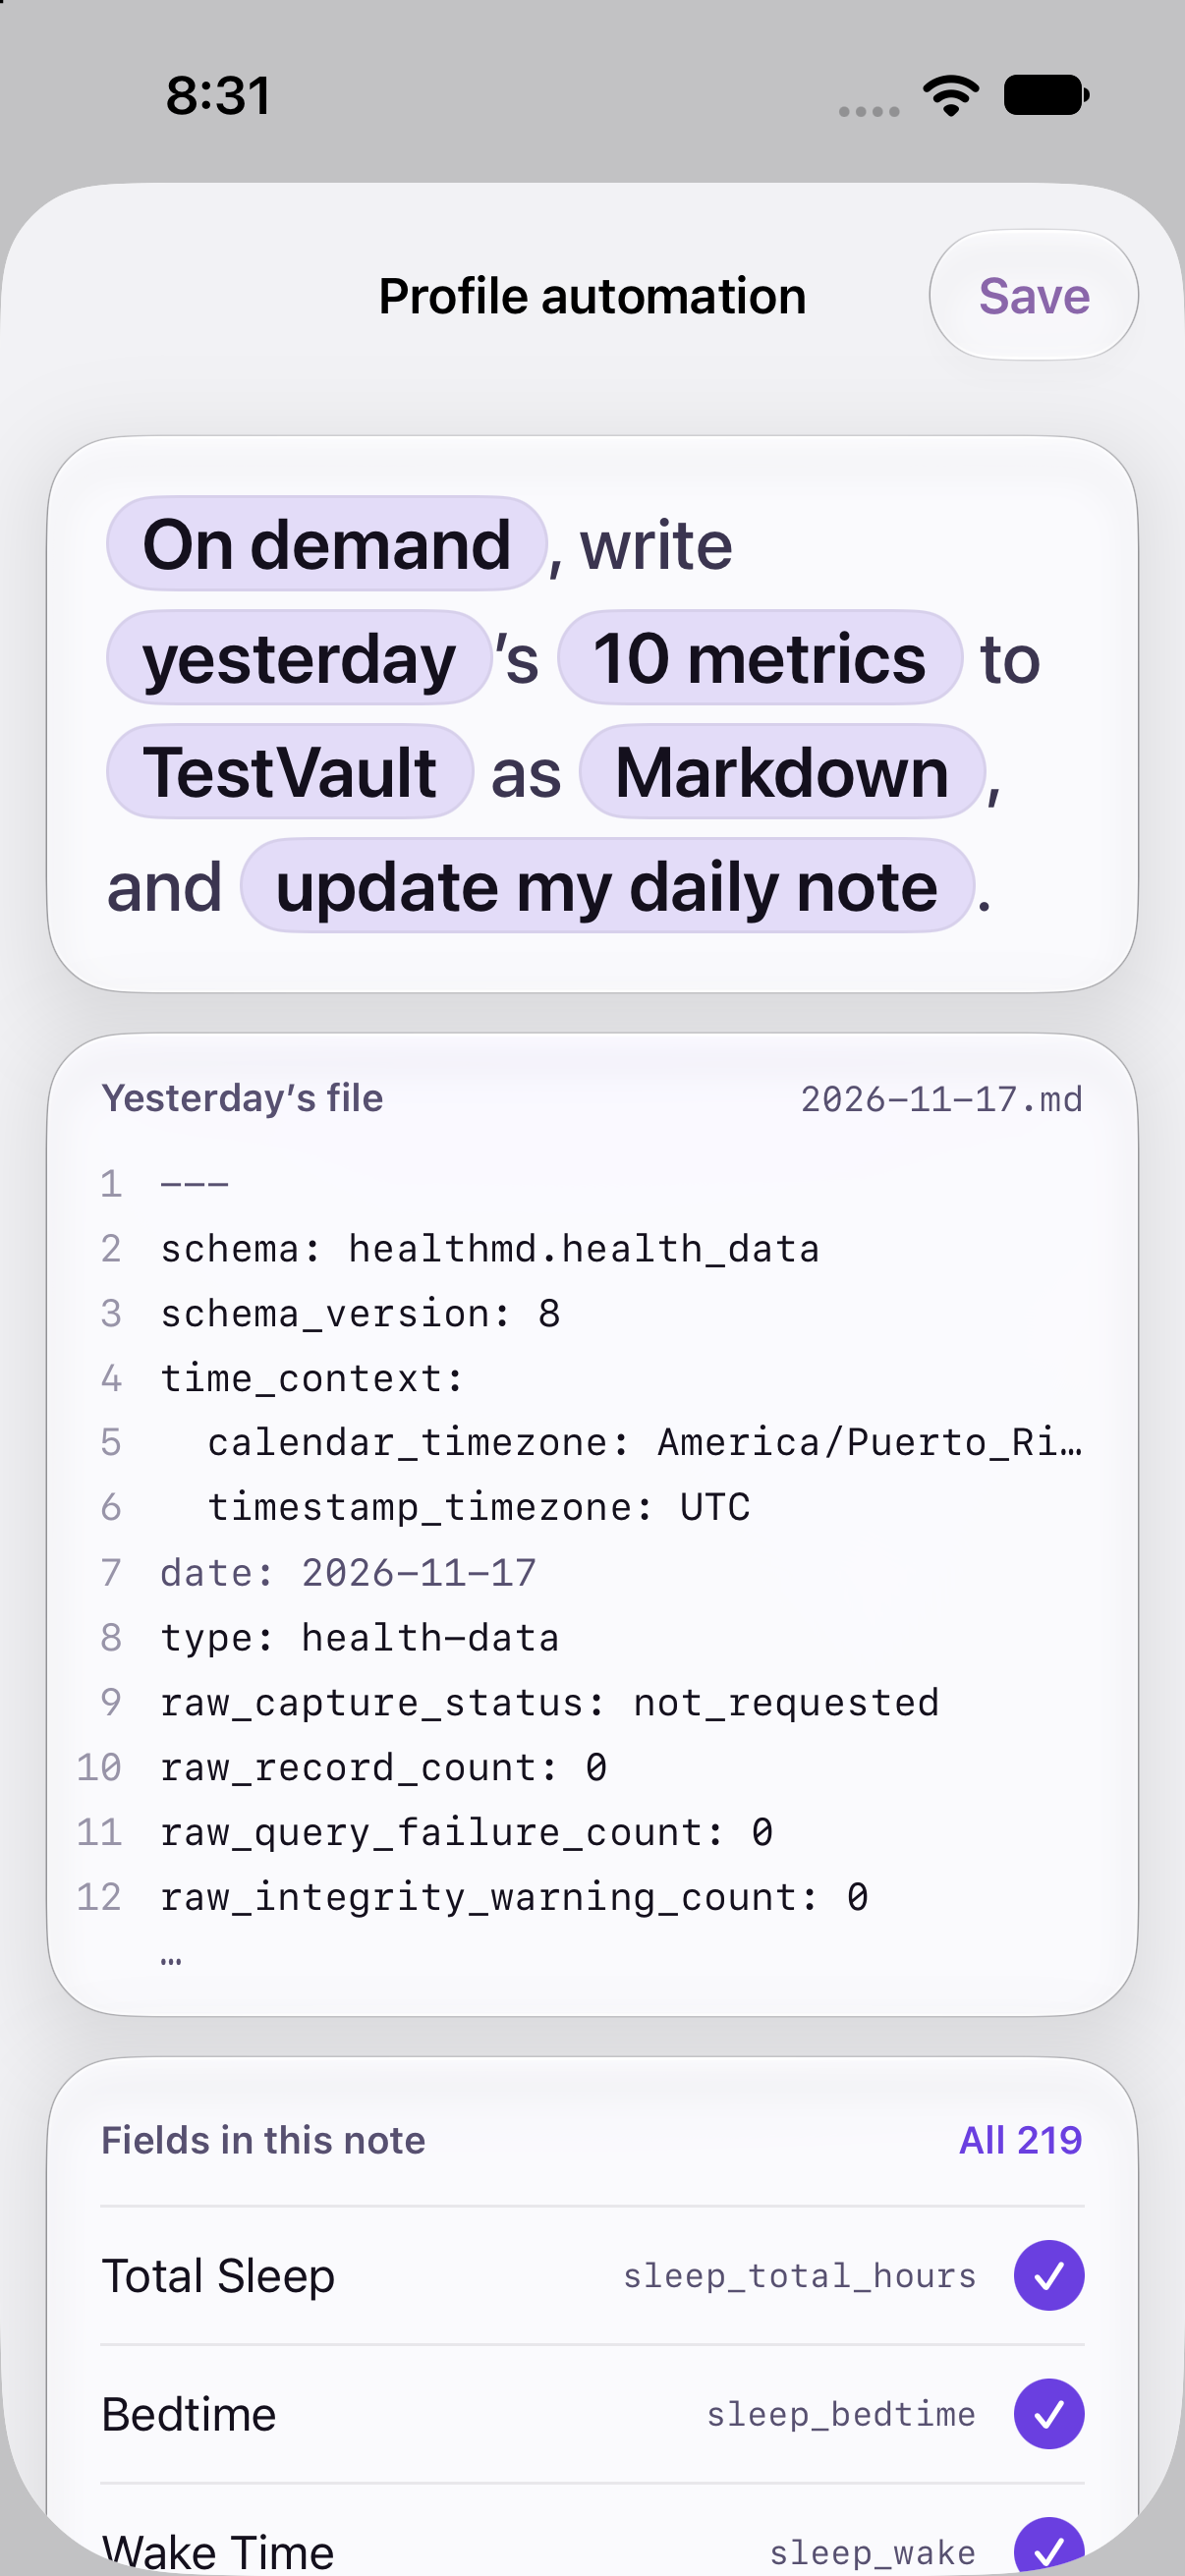 8:31
Profile automation
Save
On demand, write
yesterday’s 10 metrics to
TestVault as Markdown,
and update my daily note.
Yesterday’s file 2026-11-17.md
1 ---
2 schema: healthmd.health_data
3 schema_version: 8
4 time_context:
5   calendar_timezone: America/Puerto_Ri…
6   timestamp_timezone: UTC
7 date: 2026-11-17
8 type: health-data
9 raw_capture_status: not_requested
10 raw_record_count: 0
11 raw_query_failure_count: 0
12 raw_integrity_warning_count: 0
…
Fields in this note All 219
Total Sleep sleep_total_hours
Bedtime sleep_bedtime
Wake Time sleep_wake